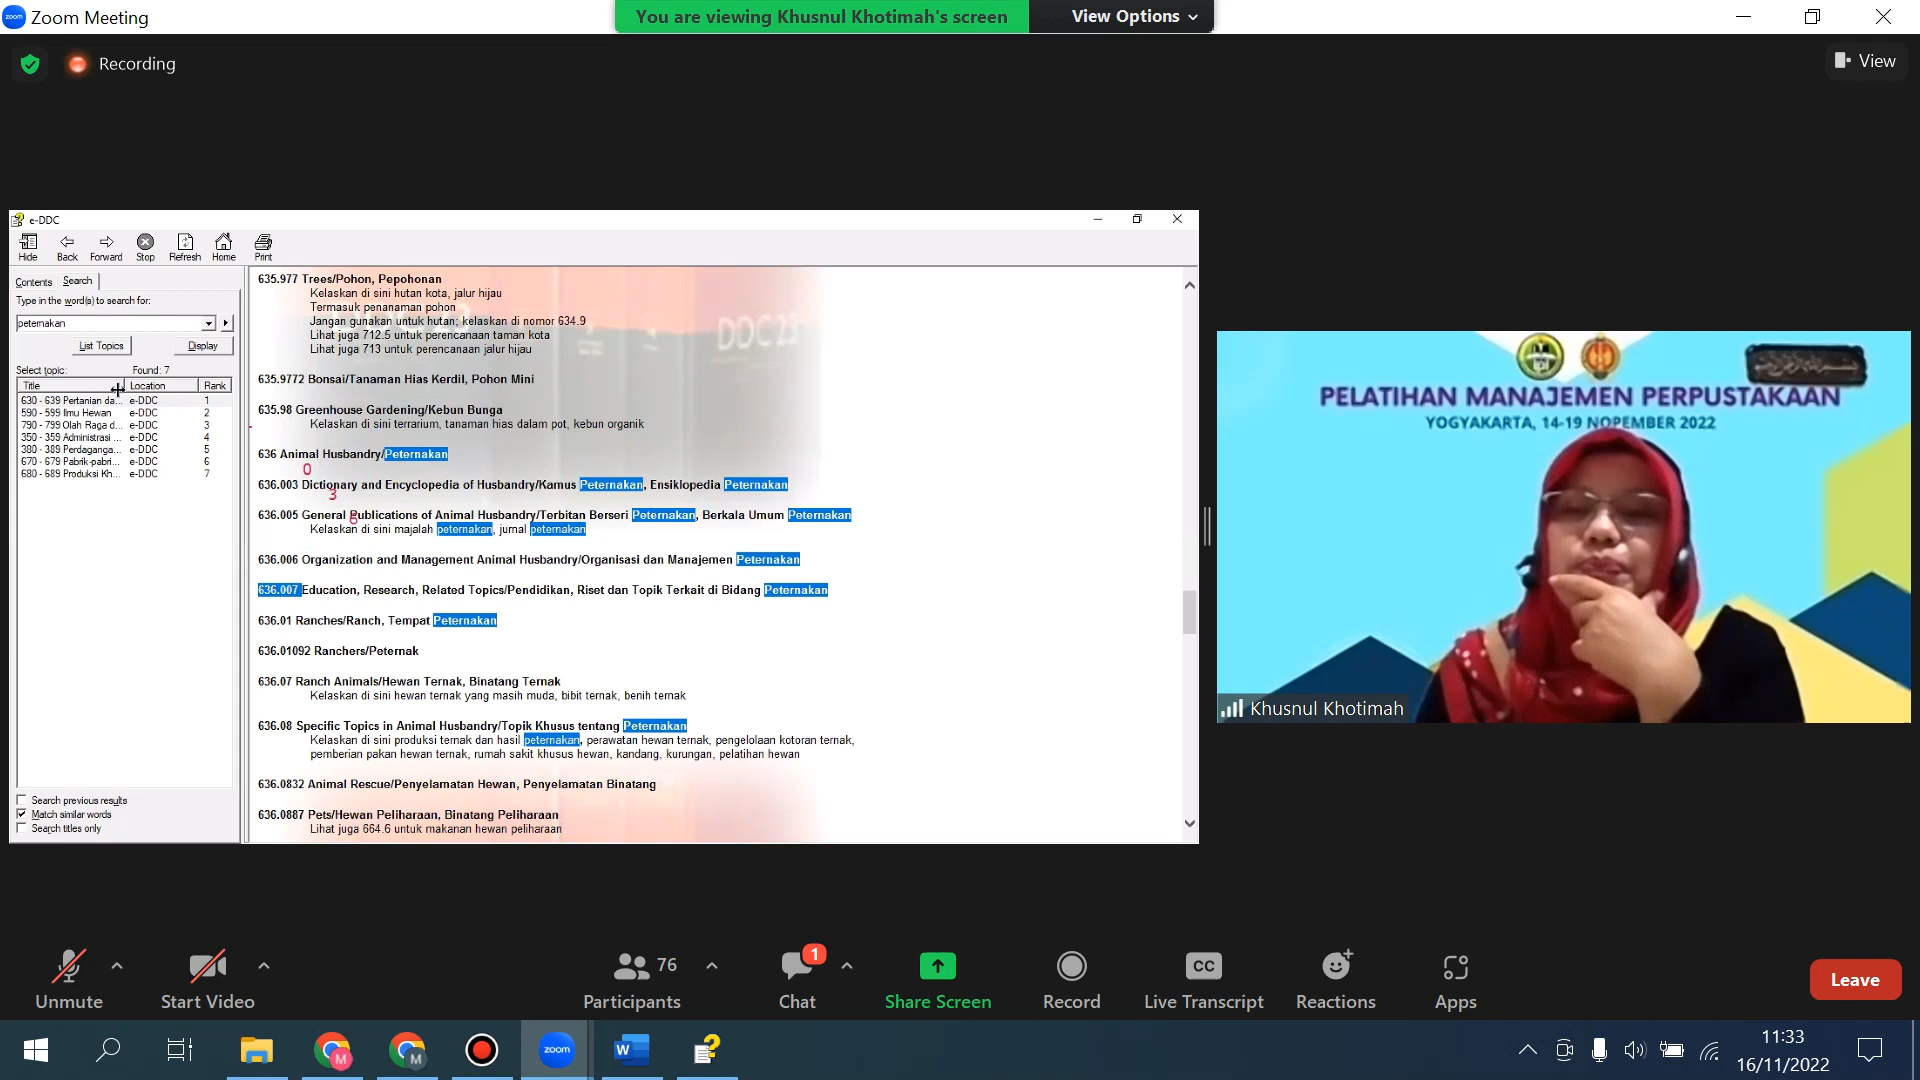 Zoom Meeting
You are viewing Khusnul Khotimah's screen
View Options
Recording
View
e-DDC
Hide
Back
Forward
Stop
Refresh
Home
Print
Contents
Search
Type in the word(s) to search for:
peternakan
List Topics
Display
Select topic:
Found: 7
Title Location Rank
630 - 639 Pertanian da... e-DDC 1
590 - 599 Ilmu Hewan e-DDC 2
790 - 799 Olah Raga d... e-DDC 3
350 - 359 Administrasi ... e-DDC 4
380 - 389 Perdaganga... e-DDC 5
670 - 679 Pabrik-pabri... e-DDC 6
680 - 689 Produksi Kh... e-DDC 7
Search previous results
Match similar words
Search titles only
DDC23
635.977 Trees/Pohon, Pepohonan
Kelaskan di sini hutan kota, jalur hijau
Termasuk penanaman pohon
Jangan gunakan untuk hutan; kelaskan di nomor 634.9
Lihat juga 712.5 untuk perencanaan taman kota
Lihat juga 713 untuk perencanaan jalur hijau
635.9772 Bonsai/Tanaman Hias Kerdil, Pohon Mini
635.98 Greenhouse Gardening/Kebun Bunga
Kelaskan di sini terrarium, tanaman hias dalam pot, kebun organik
636 Animal Husbandry/Peternakan
0
636.003 Dictionary and Encyclopedia of Husbandry/Kamus Peternakan, Ensiklopedia Peternakan
3
636.005 General Publications of Animal Husbandry/Terbitan Berseri Peternakan, Berkala Umum Peternakan
6
Kelaskan di sini majalah peternakan, jurnal peternakan
636.006 Organization and Management Animal Husbandry/Organisasi dan Manajemen Peternakan
636.007 Education, Research, Related Topics/Pendidikan, Riset dan Topik Terkait di Bidang Peternakan
636.01 Ranches/Ranch, Tempat Peternakan
636.01092 Ranchers/Peternak
636.07 Ranch Animals/Hewan Ternak, Binatang Ternak
Kelaskan di sini hewan ternak yang masih muda, bibit ternak, benih ternak
636.08 Specific Topics in Animal Husbandry/Topik Khusus tentang Peternakan
Kelaskan di sini produksi ternak dan hasil peternakan, perawatan hewan ternak, pengelolaan kotoran ternak,
pemberian pakan hewan ternak, rumah sakit khusus hewan, kandang, kurungan, pelatihan hewan
636.0832 Animal Rescue/Penyelamatan Hewan, Penyelamatan Binatang
636.0887 Pets/Hewan Peliharaan, Binatang Peliharaan
Lihat juga 664.6 untuk makanan hewan peliharaan
PELATIHAN MANAJEMEN PERPUSTAKAAN
YOGYAKARTA, 14-19 NOPEMBER 2022
Khusnul Khotimah
Unmute
Start Video
76
Participants
1
Chat
Share Screen
Record
CC
Live Transcript
Reactions
Apps
Leave
M
M
zoom
W
11:33
16/11/2022